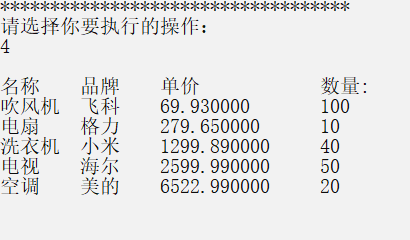 ***********************************
请选择你要执行的操作:
4
名称 品牌 单价 数量:
吹风机 飞科 69.930000 100
电扇 格力 279.650000 10
洗衣机 小米 1299.890000 40
电视 海尔 2599.990000 50
空调 美的 6522.990000 20